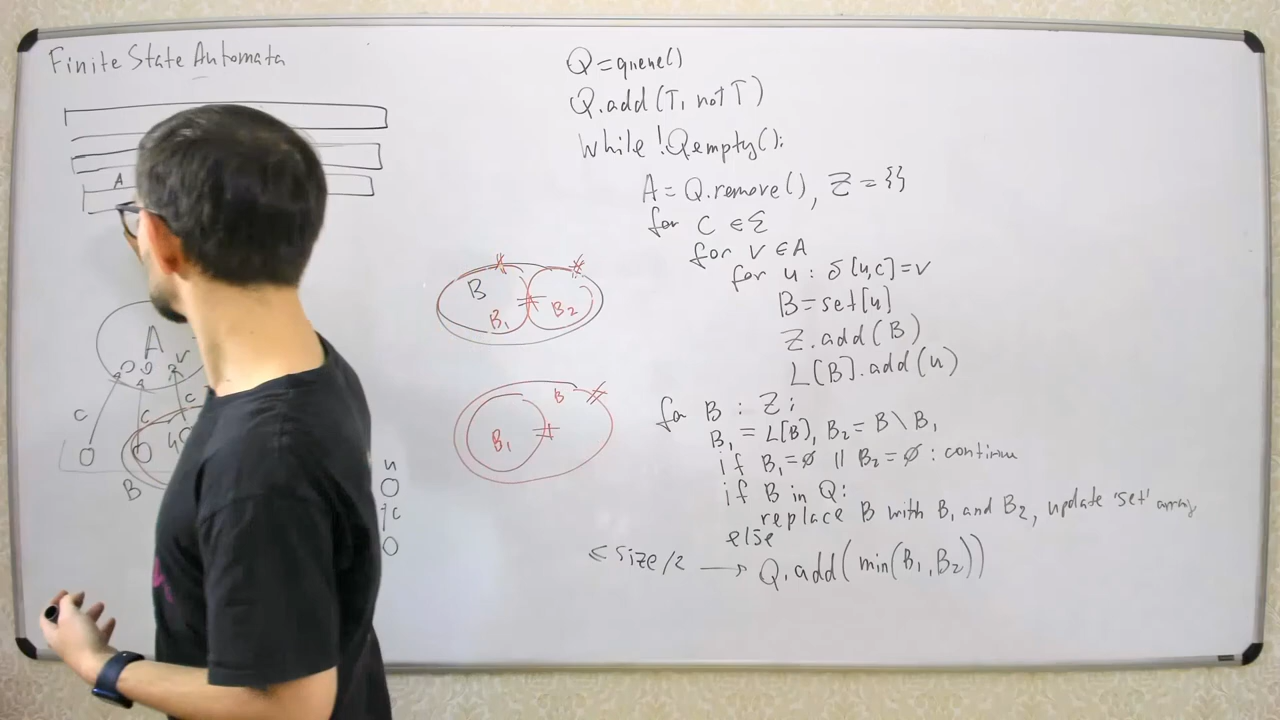 Finite State Automata
A
A
v
c
c
c
u
B
u
c
B
B₁
B₂
B
B₁
Q = queue()
Q.add(T, not T)
While !Q.empty():
A = Q.remove(), Z = {}
for C ∈ Σ
for v ∈ A
for u : δ[u,c] = v
B = set[u]
Z.add(B)
L[B].add(u)
for B : Z :
B₁ = L[B], B₂ = B \ B₁
if B₁ = ∅ || B₂ = ∅ : continue
if B in Q:
replace B with B₁ and B₂, update 'set' array
else
≤ size/2 → Q.add(min(B₁, B₂))